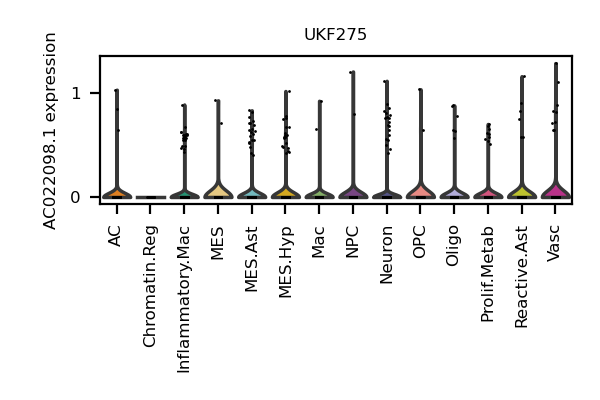 UKF275
AC022098.1 expression
1
0
AC
Chromatin.Reg
Inflammatory.Mac
MES
MES.Ast
MES.Hyp
Mac
NPC
Neuron
OPC
Oligo
Prolif.Metab
Reactive.Ast
Vasc